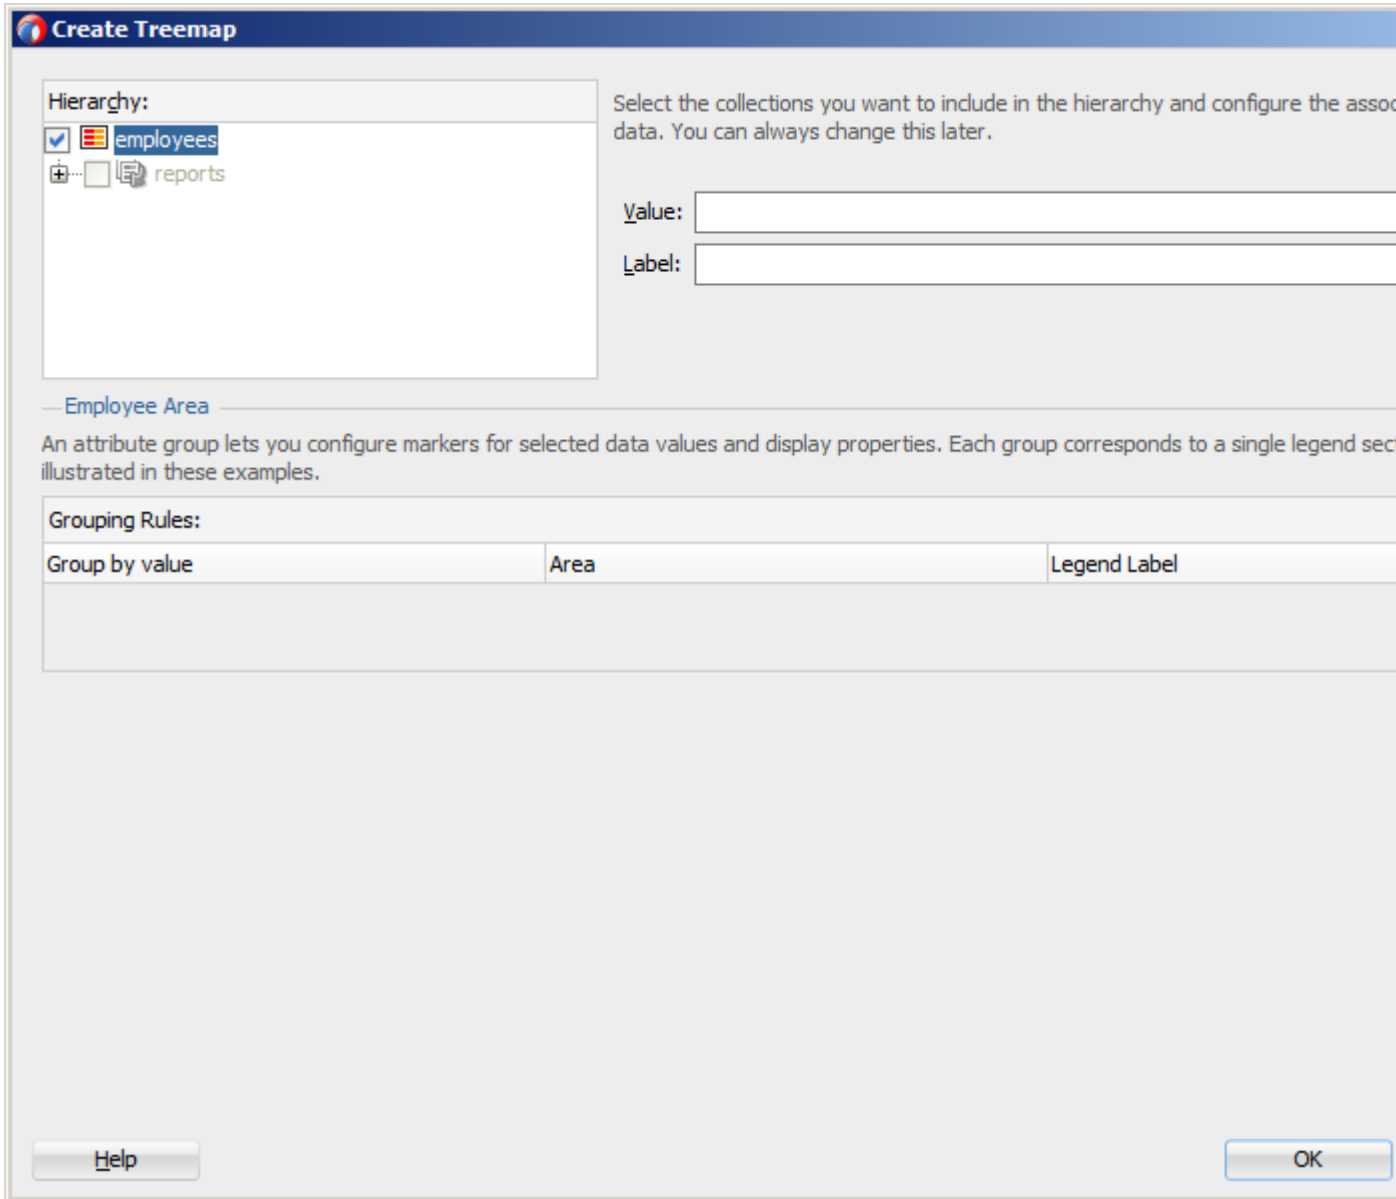 Create Treemap
Hierarchy:
employees
reports
Select the collections you want to include in the hierarchy and configure the assoc
data. You can always change this later.
Value:
Label:
Employee Area
An attribute group lets you configure markers for selected data values and display properties. Each group corresponds to a single legend sec
illustrated in these examples.
Grouping Rules:
Group by value Area Legend Label
Help OK